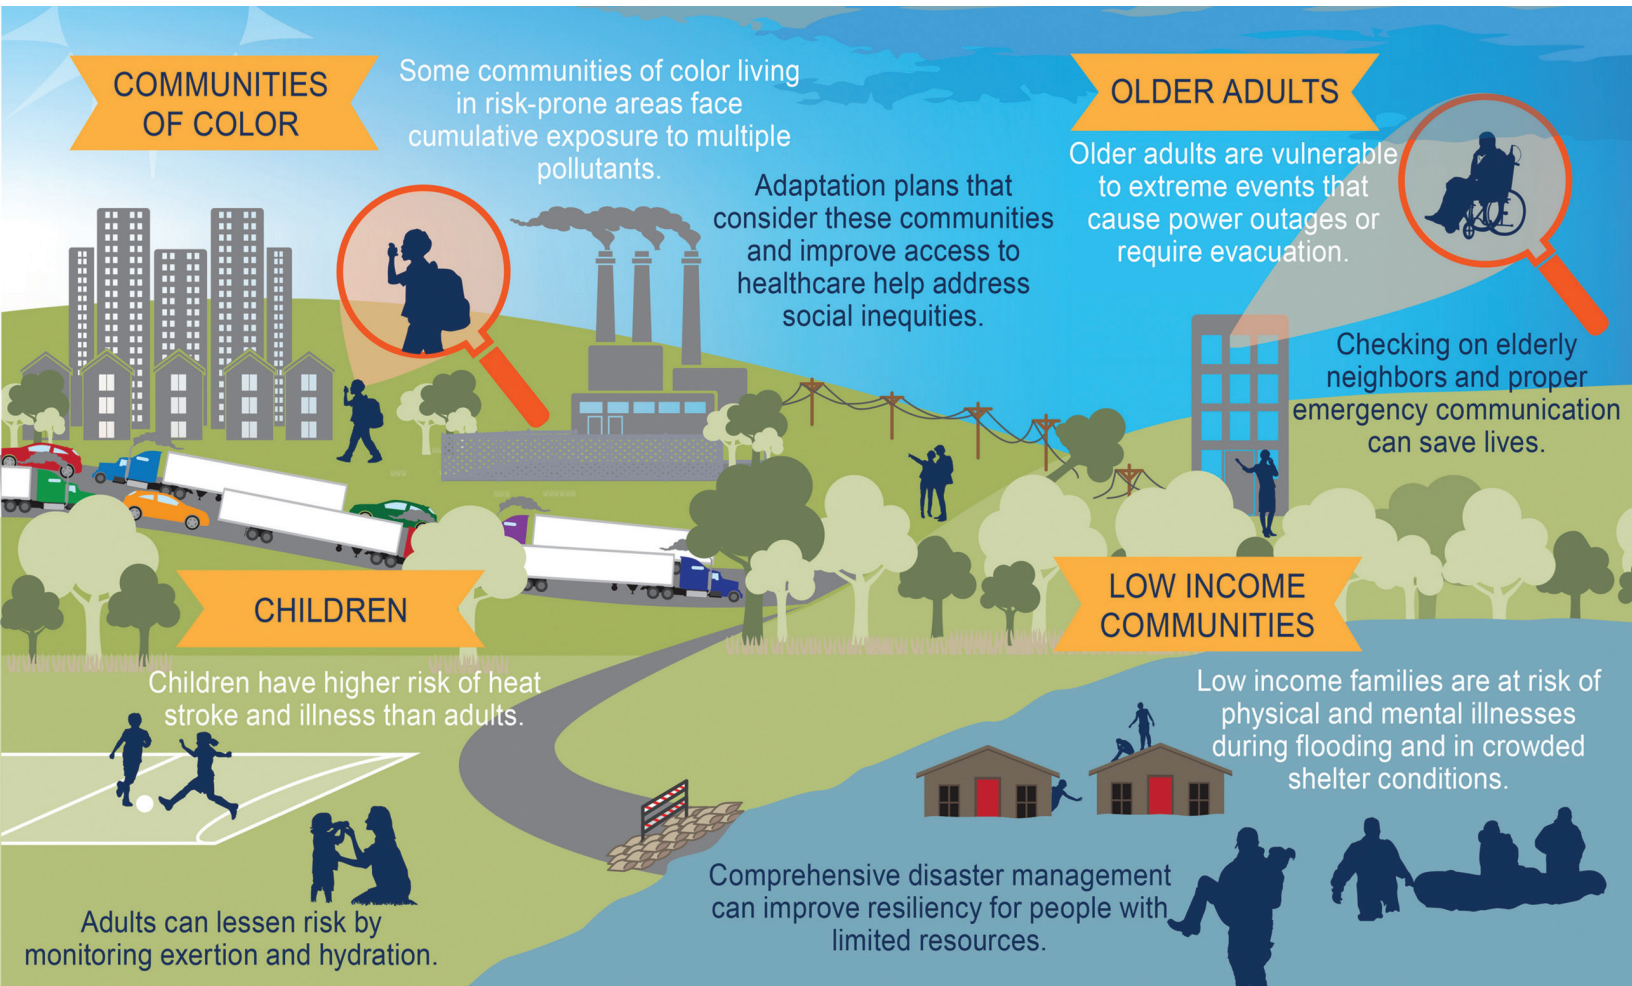 COMMUNITIES
OF COLOR
Some communities of color living
in risk-prone areas face
cumulative exposure to multiple
pollutants.
Adaptation plans that
consider these communities
and improve access to
healthcare help address
social inequities.
OLDER ADULTS
Older adults are vulnerable
to extreme events that
cause power outages or
require evacuation.
Checking on elderly
neighbors and proper
emergency communication
can save lives.
CHILDREN
Children have higher risk of heat
stroke and illness than adults.
Adults can lessen risk by
monitoring exertion and hydration.
LOW INCOME
COMMUNITIES
Low income families are at risk of
physical and mental illnesses
during flooding and in crowded
shelter conditions.
Comprehensive disaster management
can improve resiliency for people with
limited resources.